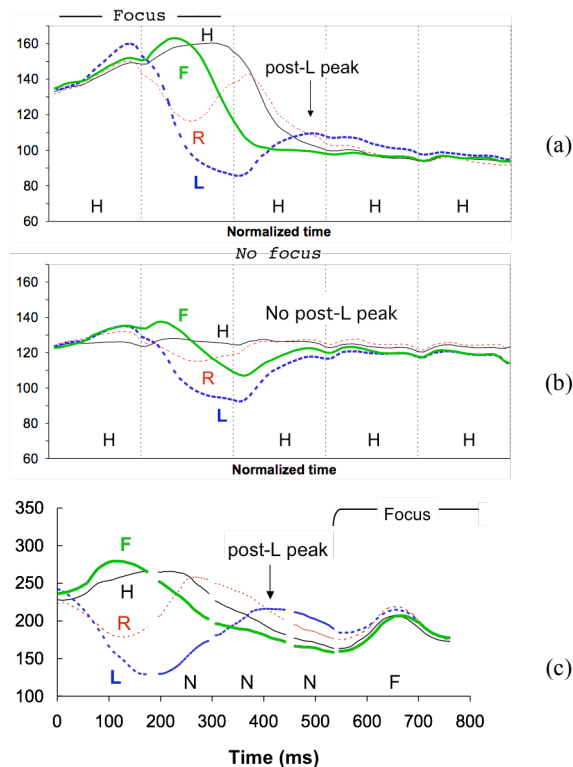 Focus
160
140
120
100
80
60
H
F
R
L
post-L peak
H H H H
Normalized time
(a)
No focus
160
140
120
100
80
60
F
H
R
L
No post-L peak
H H H H
Normalized time
(b)
350
300
250
200
150
100
F
H
R
L
post-L peak
Focus
N N N F
0 100 200 300 400 500 600 700 800
Time (ms)
(c)